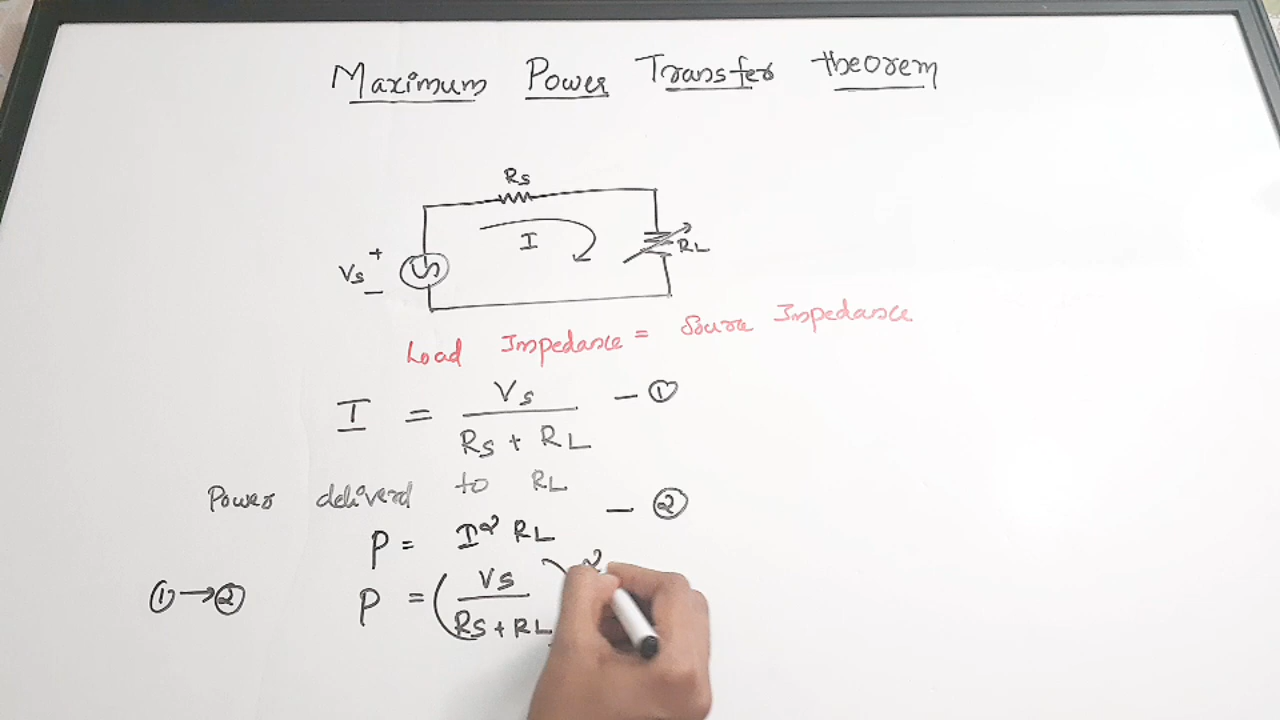 Maximum Power Transfer theorem
Rs
I
Vs + −
RL
Load Impedance = Source Impedance
I = Vs / (Rs + RL) − ①
Power deliverd to RL
P = I² RL − ②
① → ② P = (Vs / (Rs + RL))²